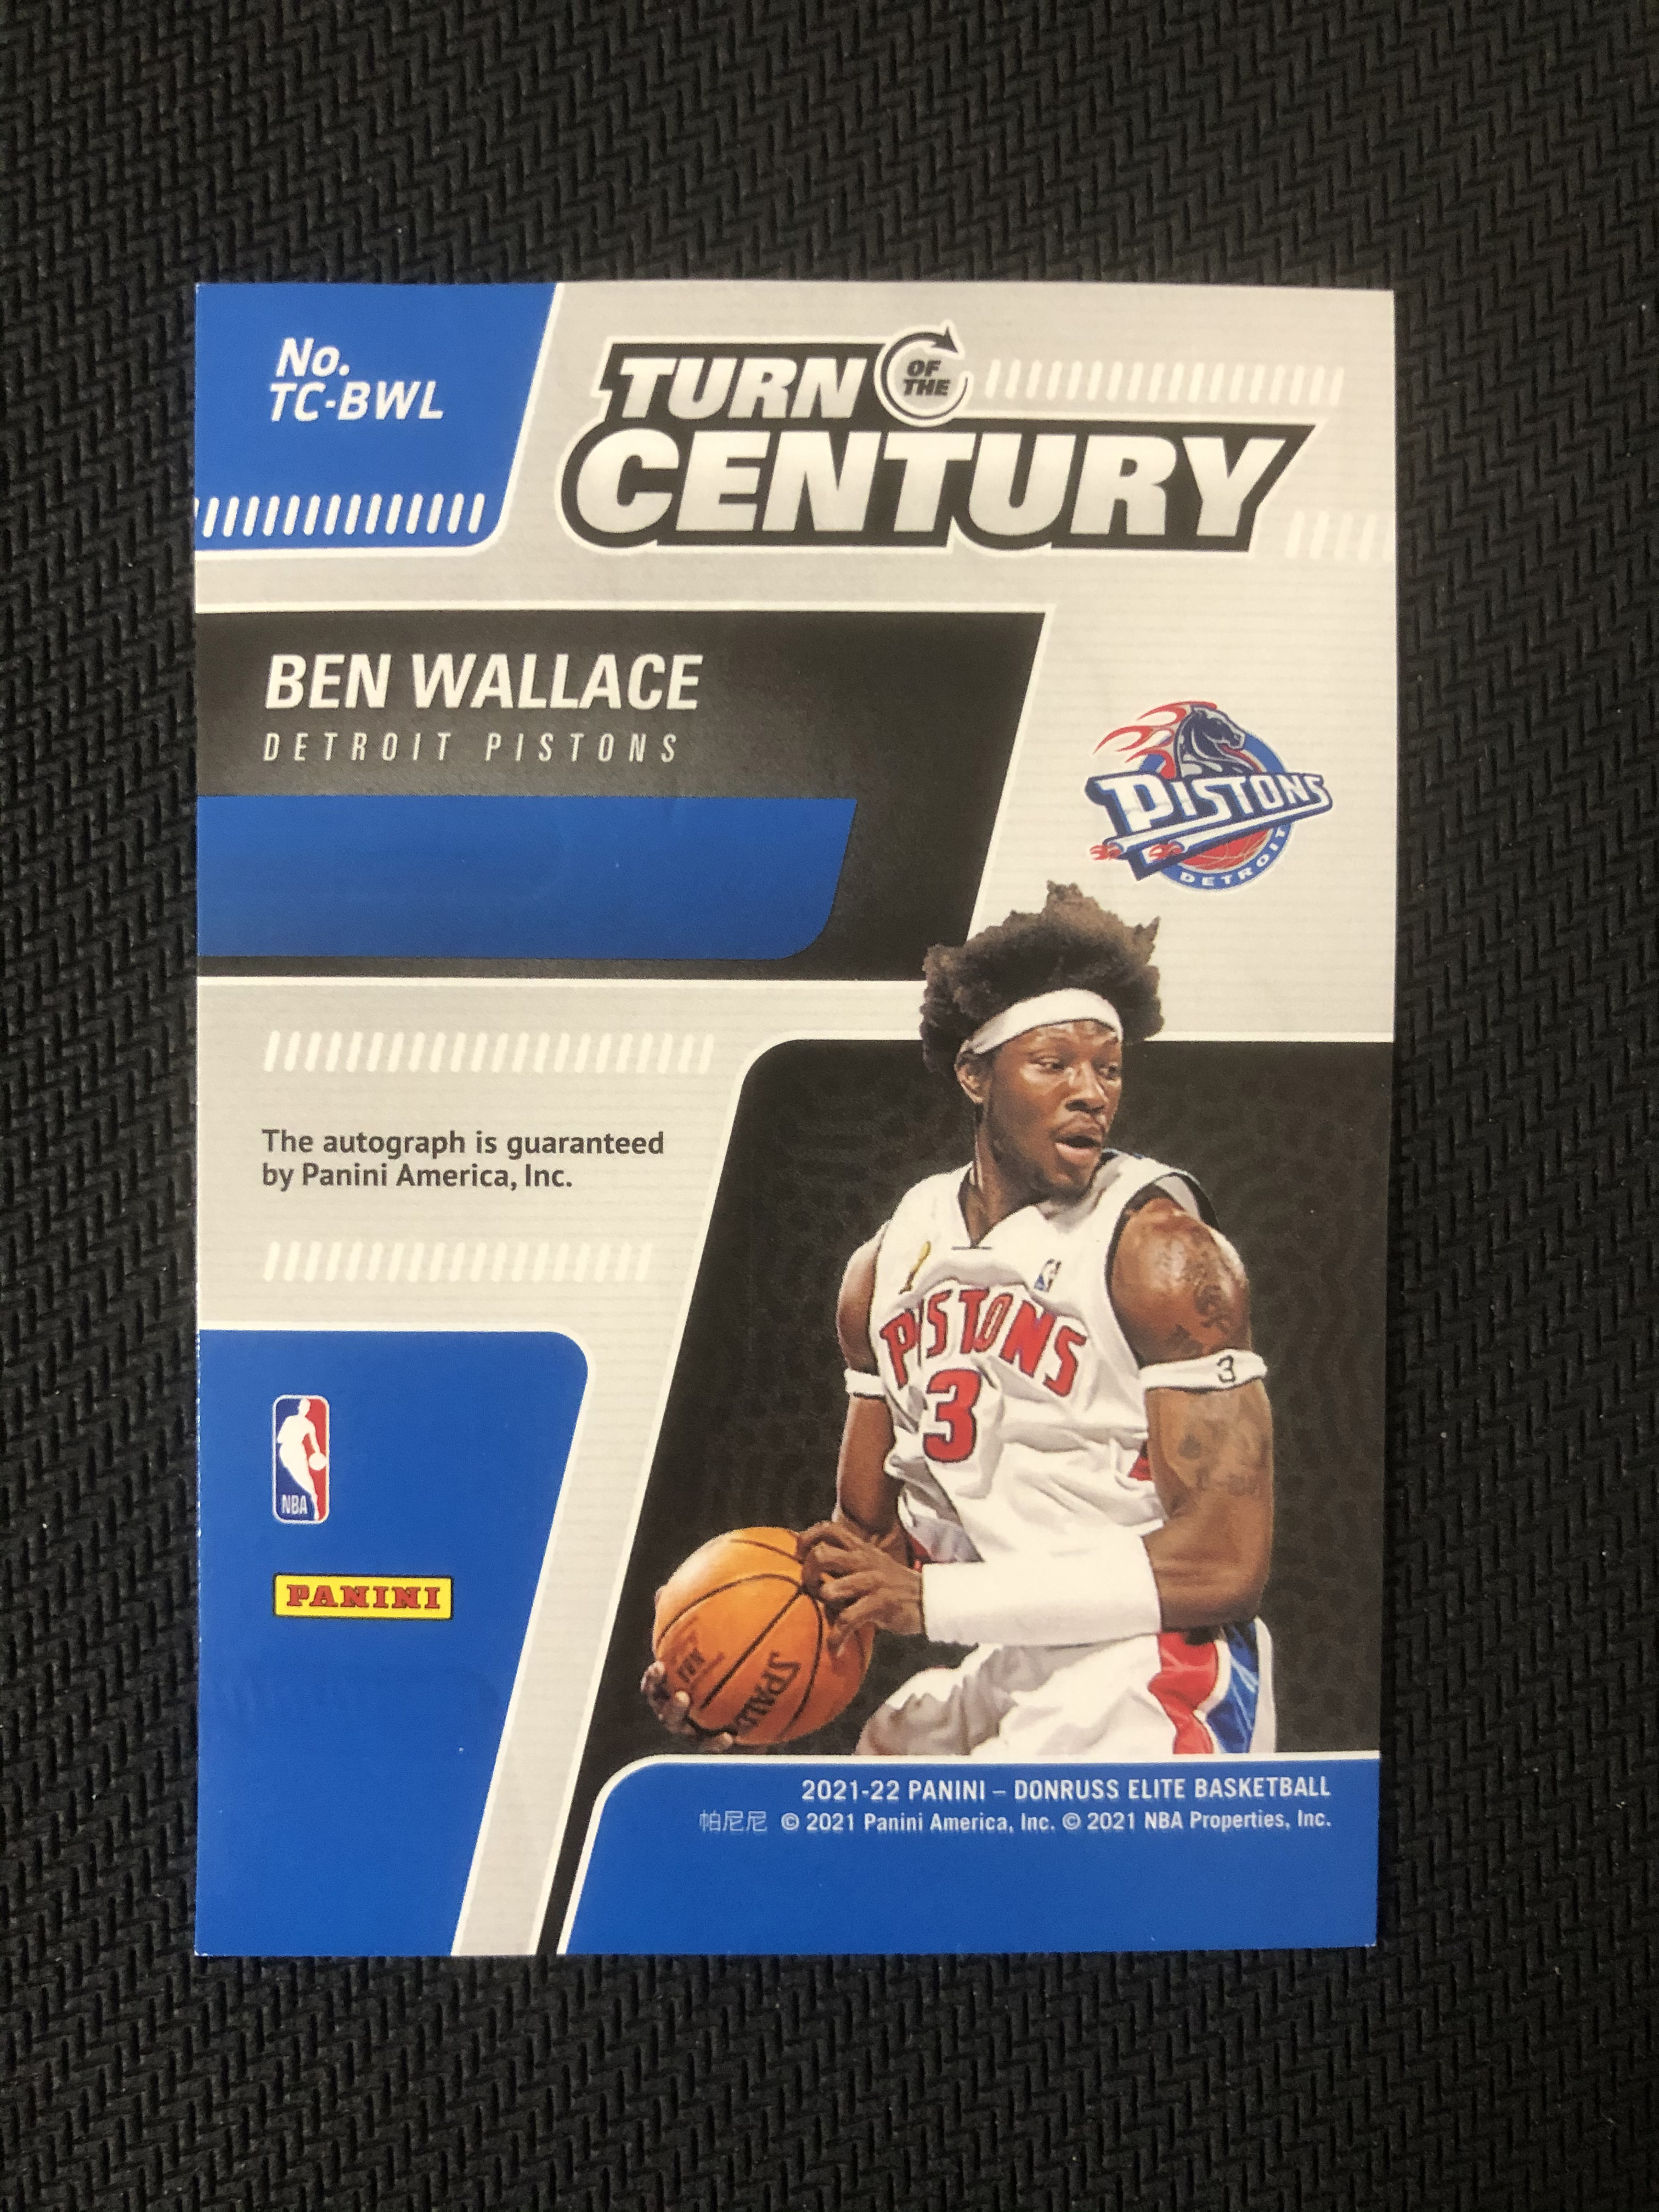 No.
TC-BWL
TURN OF THE
CENTURY
BEN WALLACE
DETROIT PISTONS
PISTONS
DETROIT
The autograph is guaranteed
by Panini America, Inc.
3
PISTONS
3
NBA
PANINI
SPALD
2021-22 PANINI – DONRUSS ELITE BASKETBALL
帕尼尼 © 2021 Panini America, Inc. © 2021 NBA Properties, Inc.